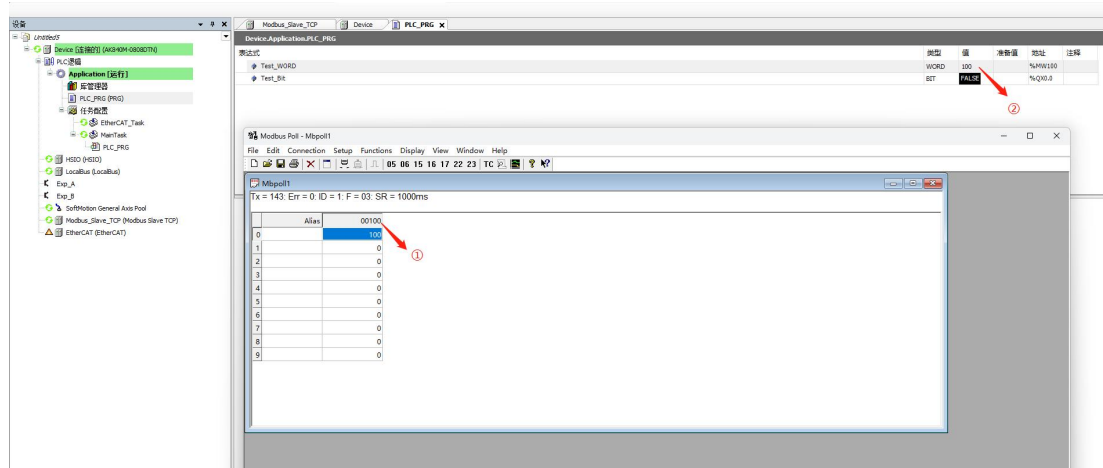 设备
Modbus_Slave_TCP
Device
PLC_PRG
Untitled5
Device [连接的] (AK840M-0808DTN)
PLC逻辑
Application [运行]
库管理器
PLC_PRG (PRG)
任务配置
EtherCAT_Task
MainTask
PLC_PRG
HSIO (HSIO)
LocalBus (LocalBus)
Exp_A
Exp_B
SoftMotion General Axis Pool
Modbus_Slave_TCP (Modbus Slave TCP)
EtherCAT (EtherCAT)
Device.Application.PLC_PRG
表达式 类型 值 准备值 地址 注释
Test_WORD WORD 100 %MW100
Test_Bit BIT FALSE %QX0.0
②
Modbus Poll - Mbpoll1
File Edit Connection Setup Functions Display View Window Help
05 06 15 16 17 22 23 TC
Mbpoll1
Tx = 143: Err = 0: ID = 1: F = 03: SR = 1000ms
Alias 00100
0 100
1 0
2 0
3 0
4 0
5 0
6 0
7 0
8 0
9 0
①